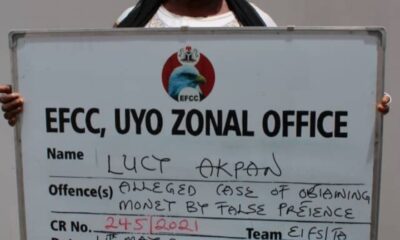 EFCC
EFCC, UYO ZONAL OFFICE
Name LUCY AKPAN
Offence(s) ALLEGED CASE OF OBTAINING
MONEY BY FALSE PRETENCE
CR No. 245/2021 Team